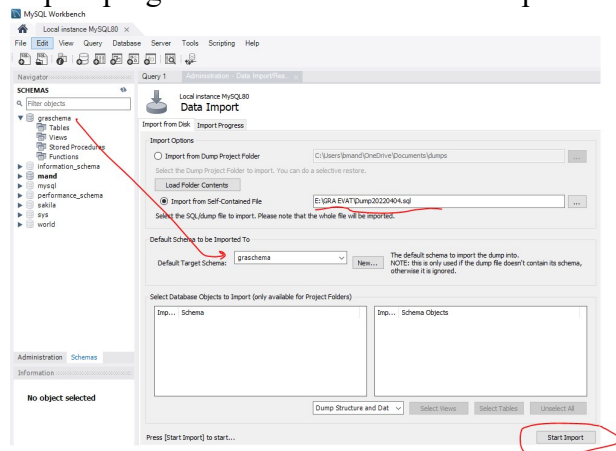 MySQL Workbench
Local instance MySQL80 ×
File Edit View Query Database Server Tools Scripting Help
Navigator
SCHEMAS
Filter objects
graschema
Tables
Views
Stored Procedures
Functions
information_schema
mand
mysql
performance_schema
sakila
sys
world
Administration Schemas
Information
No object selected
Query 1 Administration - Data Import/Res... ×
Local instance MySQL80
Data Import
Import from Disk Import Progress
Import Options
Import from Dump Project Folder C:\Users\bmand\OneDrive\Documents\dumps ...
Select the Dump Project Folder to import. You can do a selective restore.
Load Folder Contents
Import from Self-Contained File E:\GRA EVAT\Dump20220404.sql ...
Select the SQL/dump file to import. Please note that the whole file will be imported.
Default Schema to be Imported To
Default Target Schema: graschema New...
The default schema to import the dump into.
NOTE: this is only used if the dump file doesn't contain its schema,
otherwise it is ignored.
Select Database Objects to Import (only available for Project Folders)
Imp... Schema
Imp... Schema Objects
Dump Structure and Dat Select Views Select Tables Unselect All
Press [Start Import] to start...
Start Import